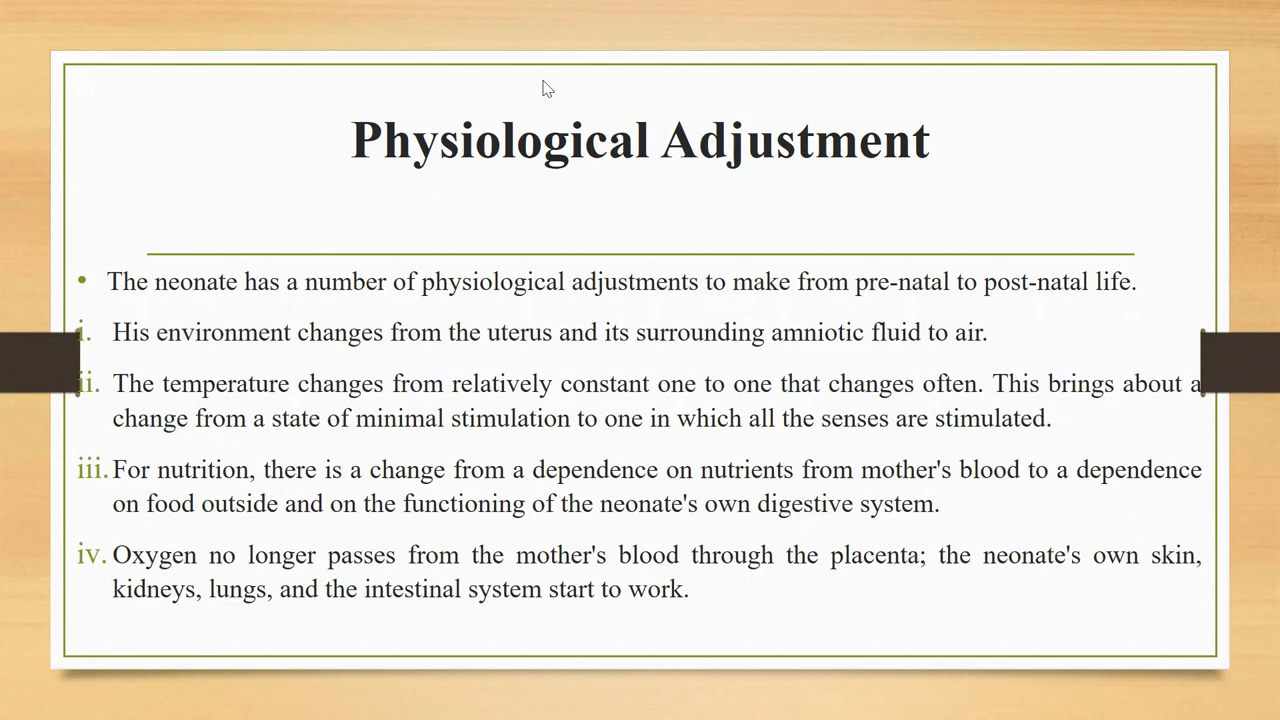 Physiological Adjustment
• The neonate has a number of physiological adjustments to make from pre-natal to post-natal life.
i. His environment changes from the uterus and its surrounding amniotic fluid to air.
ii. The temperature changes from relatively constant one to one that changes often. This brings about a
change from a state of minimal stimulation to one in which all the senses are stimulated.
iii. For nutrition, there is a change from a dependence on nutrients from mother's blood to a dependence
on food outside and on the functioning of the neonate's own digestive system.
iv. Oxygen no longer passes from the mother's blood through the placenta; the neonate's own skin,
kidneys, lungs, and the intestinal system start to work.